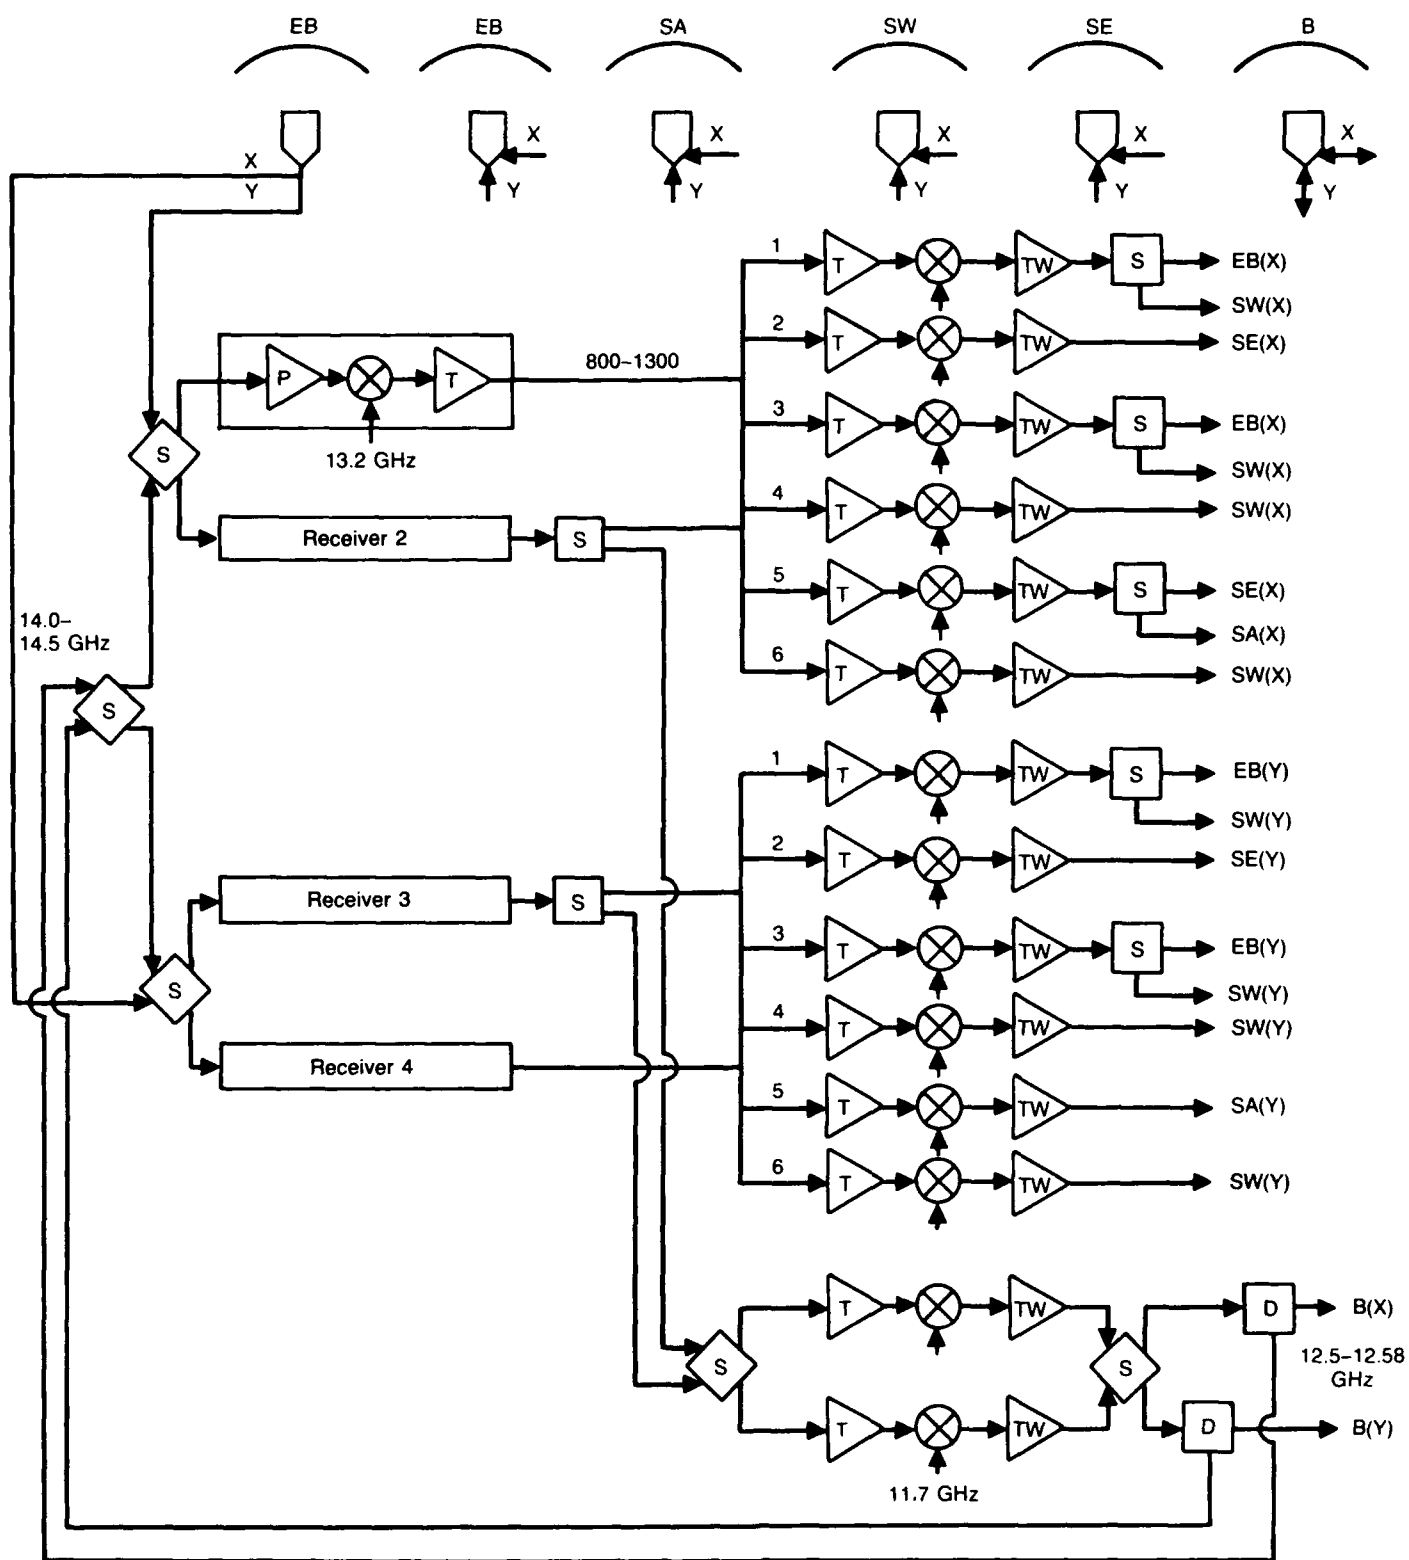 EB EB SA SW SE B
X
Y
X
Y
X
Y
X
Y
X
Y
X
Y
1 T TW S EB(X)
SW(X)
2 T TW SE(X)
P T 800–1300
13.2 GHz
3 T TW S EB(X)
SW(X)
S
4 T TW SW(X)
Receiver 2 S
5 T TW S SE(X)
SA(X)
14.0–
14.5 GHz
6 T TW SW(X)
S
1 T TW S EB(Y)
SW(Y)
2 T TW SE(Y)
Receiver 3 S
3 T TW S EB(Y)
SW(Y)
S
4 T TW SW(Y)
Receiver 4
5 T TW SA(Y)
6 T TW SW(Y)
T TW D B(X)
12.5–12.58
GHz
S S
T TW D B(Y)
11.7 GHz